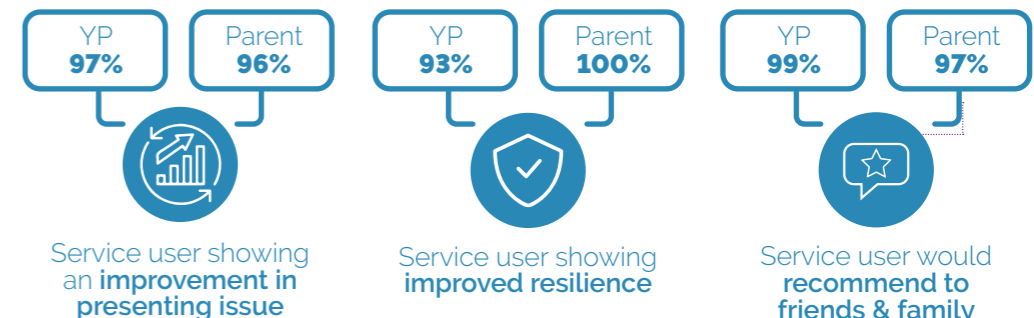 YP
97%
Parent
96%
Service user showing
an improvement in
presenting issue
YP
93%
Parent
100%
Service user showing
improved resilience
YP
99%
Parent
97%
Service user would
recommend to
friends & family